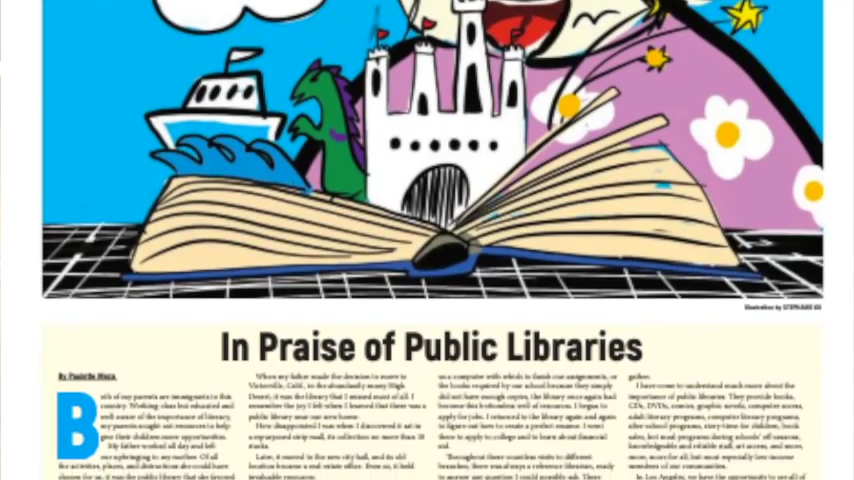 Illustration by STEPHANIE
In Praise of Public Libraries
By Paulette Meza
Both of my parents are immigrants to this
country. Working class but educated and
well-aware of the importance of literacy,
my parents sought out resources to help
give their children more opportunities.
My father worked all day and left
our upbringing to my mother. Of all
the activities, places, and distractions she could have
chosen for us, it was the public library that she favored
When my father made the decision to move to
Victorville, Calif., in the abundantly sunny High
Desert, it was the library that I missed most of all. I
remember the joy I felt when I learned that there was a
public library near our new home.
How disappointed I was when I discovered it sat in
a repurposed strip mall, its collection no more than 10
stacks.
Later, it moved to the new city hall, and its old
location became a real estate office. Even so, it held
invaluable resources.
us a computer with which to finish our assignments, or
the books required by our school because they simply
did not have enough copies, the library once again had
become this bottomless well of resources. I began to
apply for jobs. I returned to the library again and again
to figure out how to create a perfect resume. I went
there to apply to college and to learn about financial
aid.
Throughout these countless visits to different
branches, there was always a reference librarian, ready
to answer any question I could possibly ask. There
gather.
I have come to understand much more about the
importance of public libraries. They provide books,
CDs, DVDs, comics, graphic novels, computer access,
adult literacy programs, computer literacy programs,
after-school programs, story-time for children, book
sales, but most programs during schools' off seasons,
knowledgeable and reliable staff, art access, and more,
more, more for all, but most especially low-income
members of our communities.
In Los Angeles, we have the opportunity to see all of